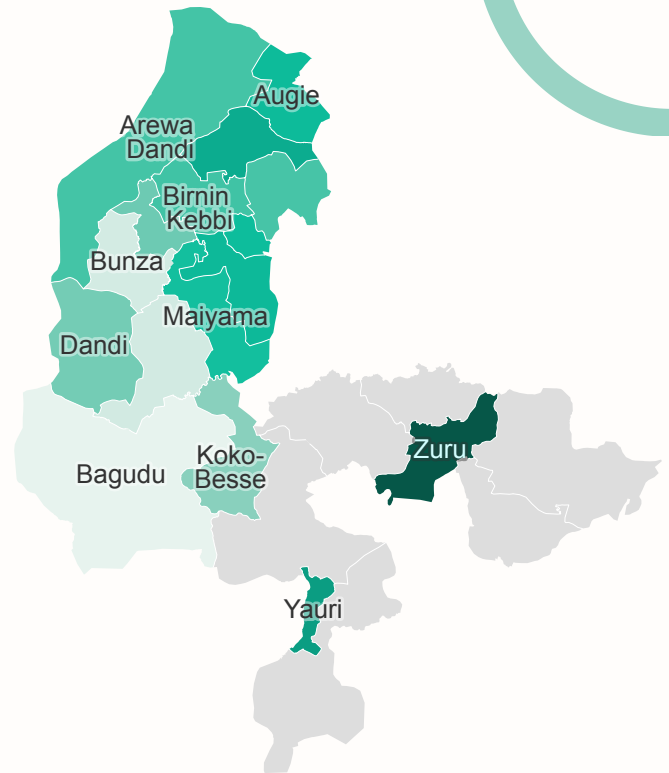 Augie
Arewa
Dandi
Birnin
Kebbi
Bunza
Maiyama
Dandi
Koko-
Besse
Bagudu
Zuru
Yauri